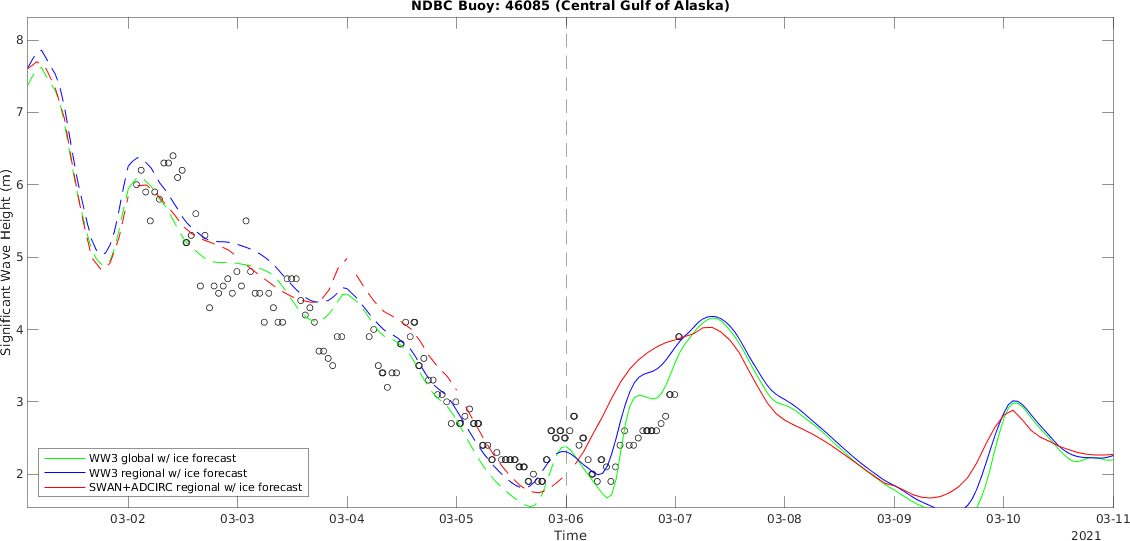 NDBC Buoy: 46085 (Central Gulf of Alaska)
Significant Wave Height (m)
8
7
6
5
4
3
2
WW3 global w/ ice forecast
WW3 regional w/ ice forecast
SWAN+ADCIRC regional w/ ice forecast
03-02 03-03 03-04 03-05 03-06 03-07 03-08 03-09 03-10 03-11
Time
2021